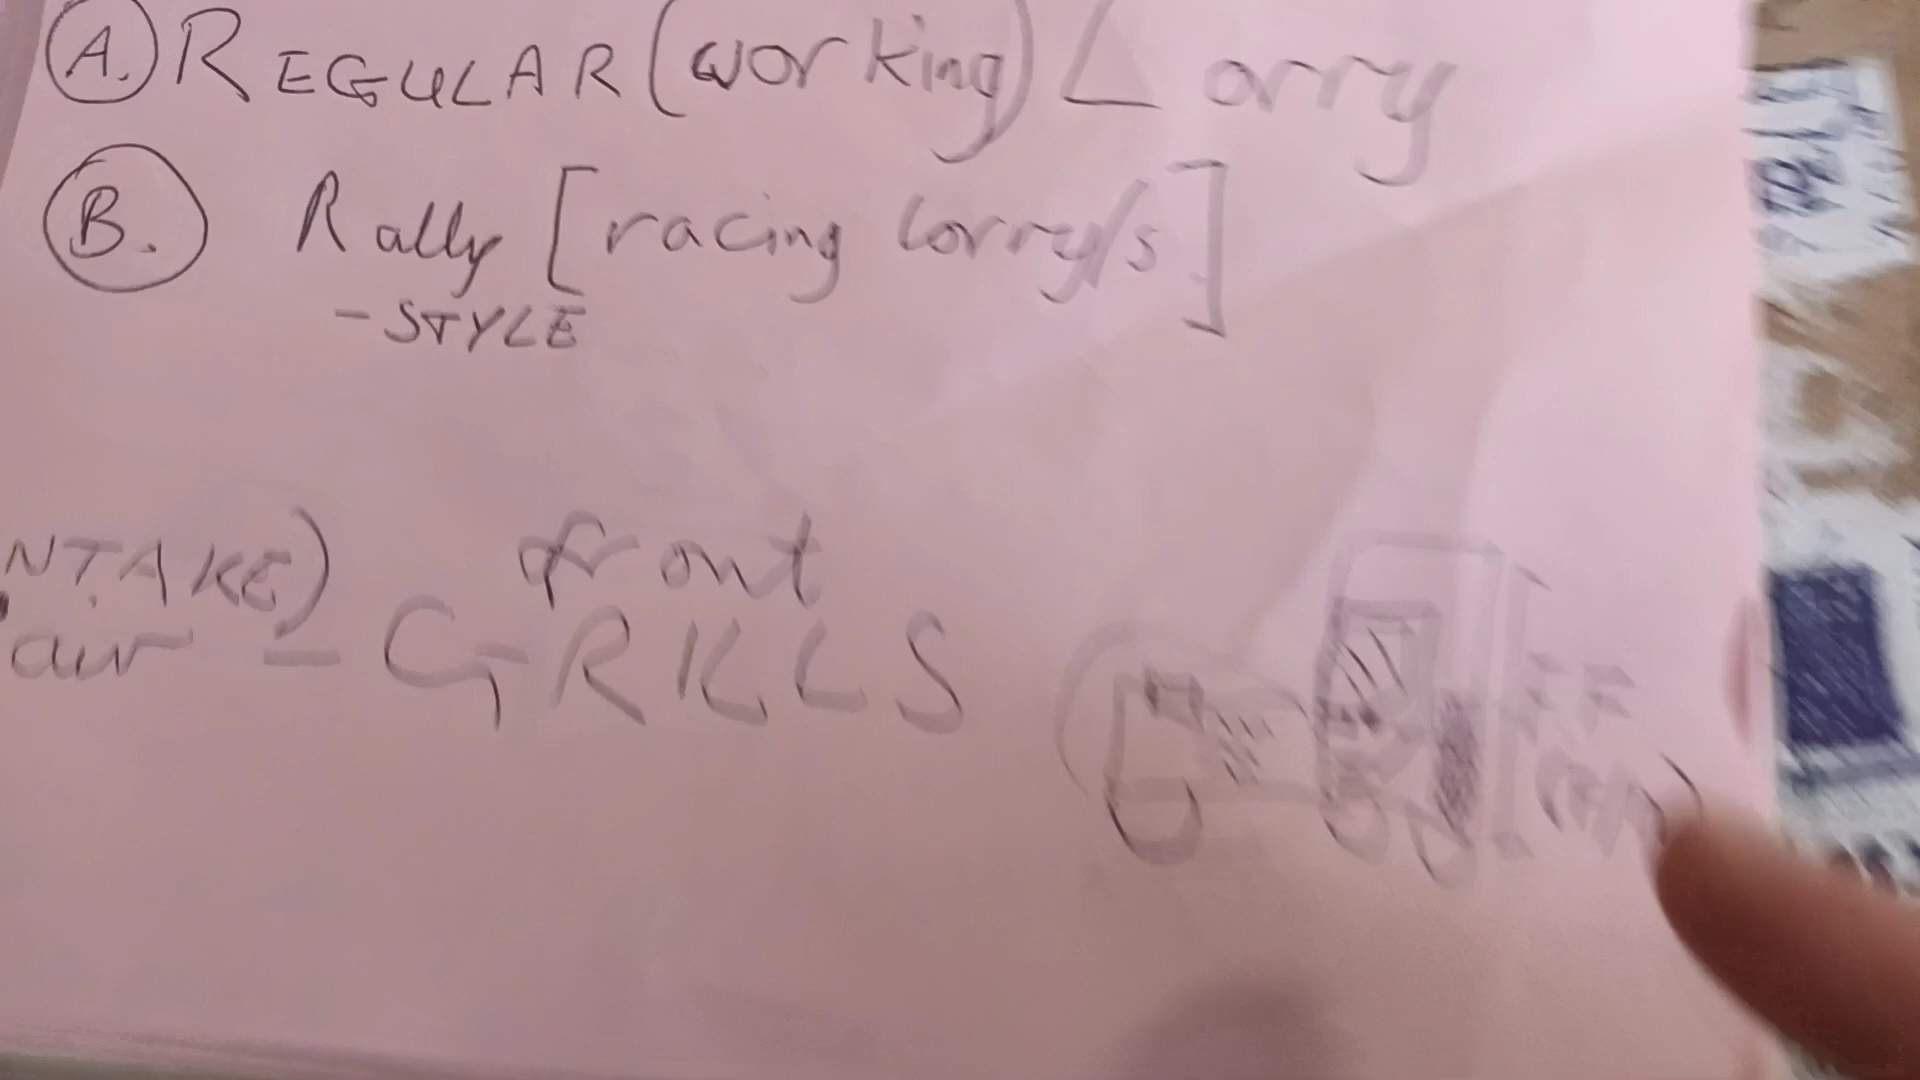 A. REGULAR (working) Lorry
B. Rally [racing lorry/s]
-STYLE
NTAKE) front
air - GRILLS